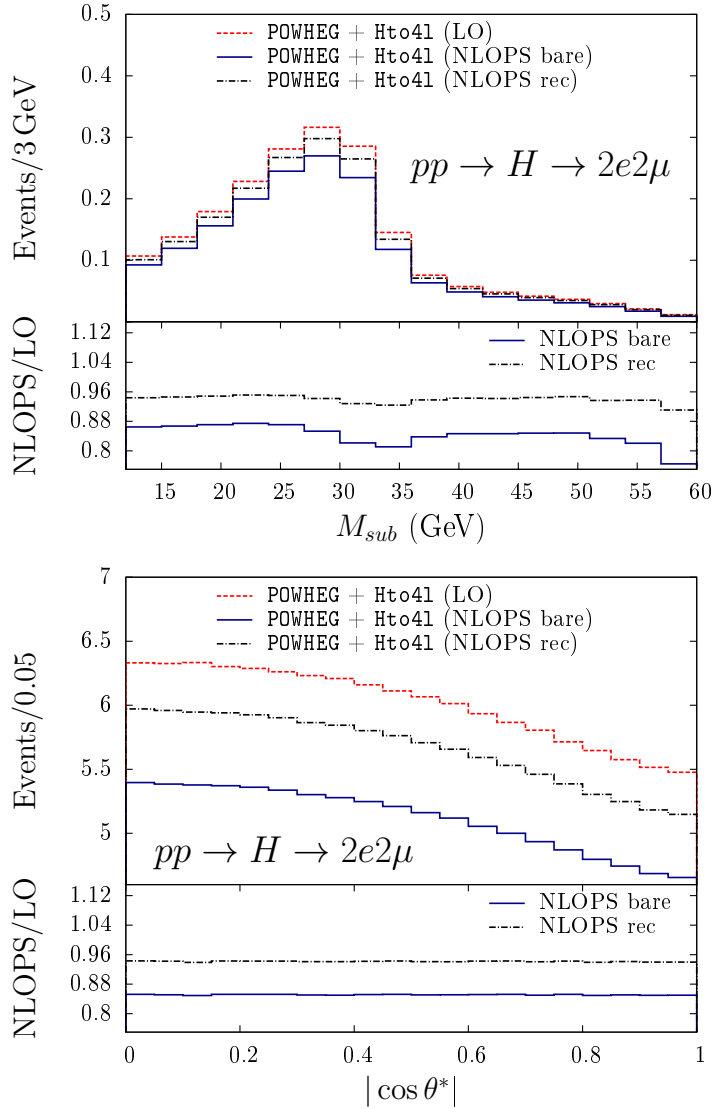 0.5
0.4
0.3
0.2
0.1
Events/3 GeV
POWHEG + Hto4l (LO)
POWHEG + Hto4l (NLOPS bare)
POWHEG + Hto4l (NLOPS rec)
pp → H → 2e2μ
1.12
1.04
0.96
0.88
0.8
NLOPS/LO
NLOPS bare
NLOPS rec
15 20 25 30 35 40 45 50 55 60
M_{sub} (GeV)
7
6.5
6
5.5
5
Events/0.05
POWHEG + Hto4l (LO)
POWHEG + Hto4l (NLOPS bare)
POWHEG + Hto4l (NLOPS rec)
pp → H → 2e2μ
1.12
1.04
0.96
0.88
0.8
NLOPS/LO
NLOPS bare
NLOPS rec
0 0.2 0.4 0.6 0.8 1
| cos θ*|